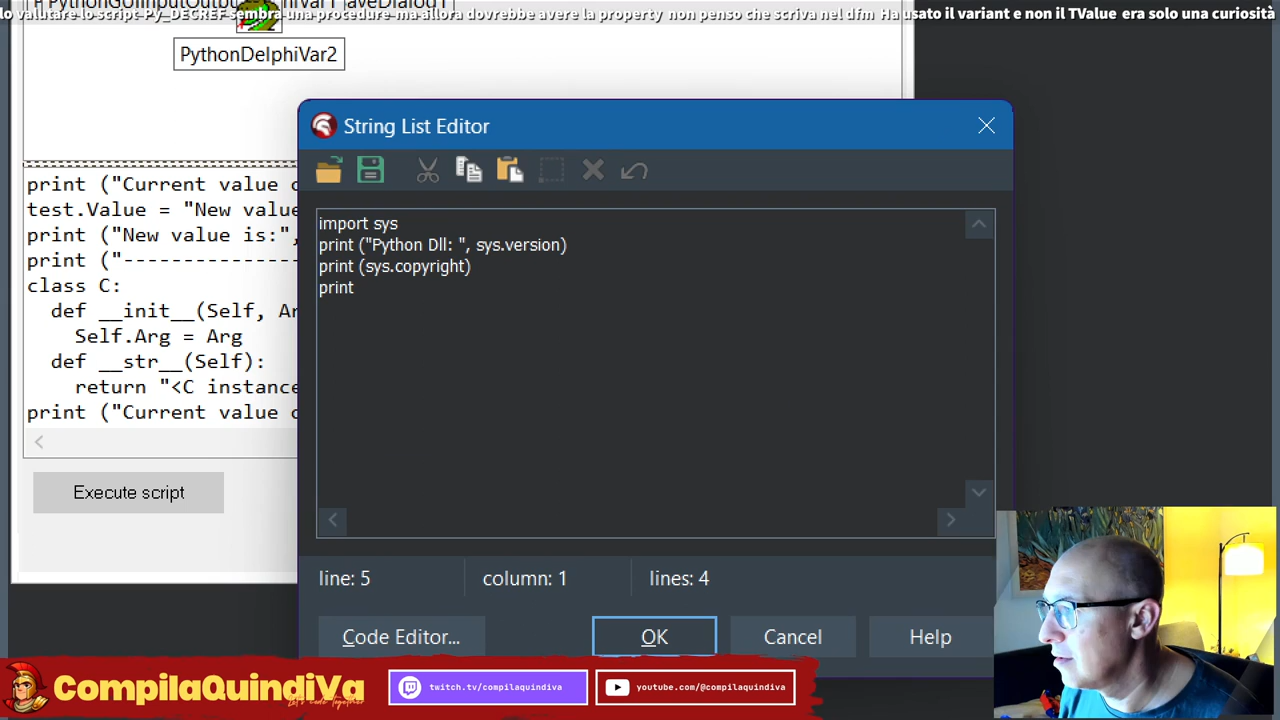 lo valutare lo script Py_DECREF sembra una procedure ma allora dovrebbe avere la property non penso che scriva nel dfm Ha usato il variant e non il TValue era solo una curiosità
PythonDelphiVar2
String List Editor
print ("Current value
test.Value = "New value
print ("New value is:",
print ("--------------
class C:
def __init__(Self,
Self.Arg = Arg
def __str__(Self):
return "<C instance
print ("Current value
Execute script
import sys
print ("Python Dll: ", sys.version)
print (sys.copyright)
print
line: 5
column: 1
lines: 4
Code Editor...
OK
Cancel
Help
CompilaQuindiVa
Let's Code Together
twitch.tv/compilaquindiva
youtube.com/@compilaquindiva